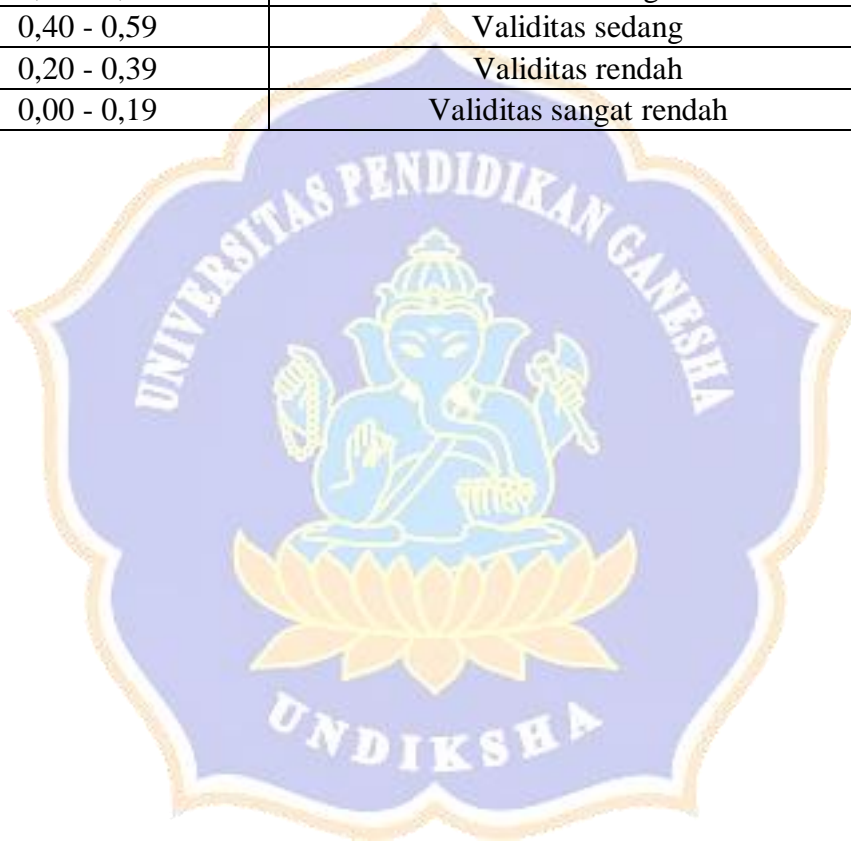 0,40 - 0,59 Validitas sedang
0,20 - 0,39 Validitas rendah
0,00 - 0,19 Validitas sangat rendah
UNIVERSITAS PENDIDIKAN GANESHA
UNDIKSHA